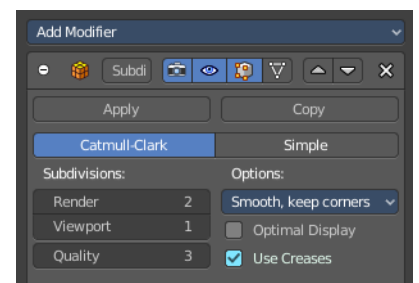 Add Modifier
Subdi
Apply Copy
Catmull-Clark Simple
Subdivisions: Options:
Render 2 Smooth, keep corners
Viewport 1 Optimal Display
Quality 3 Use Creases